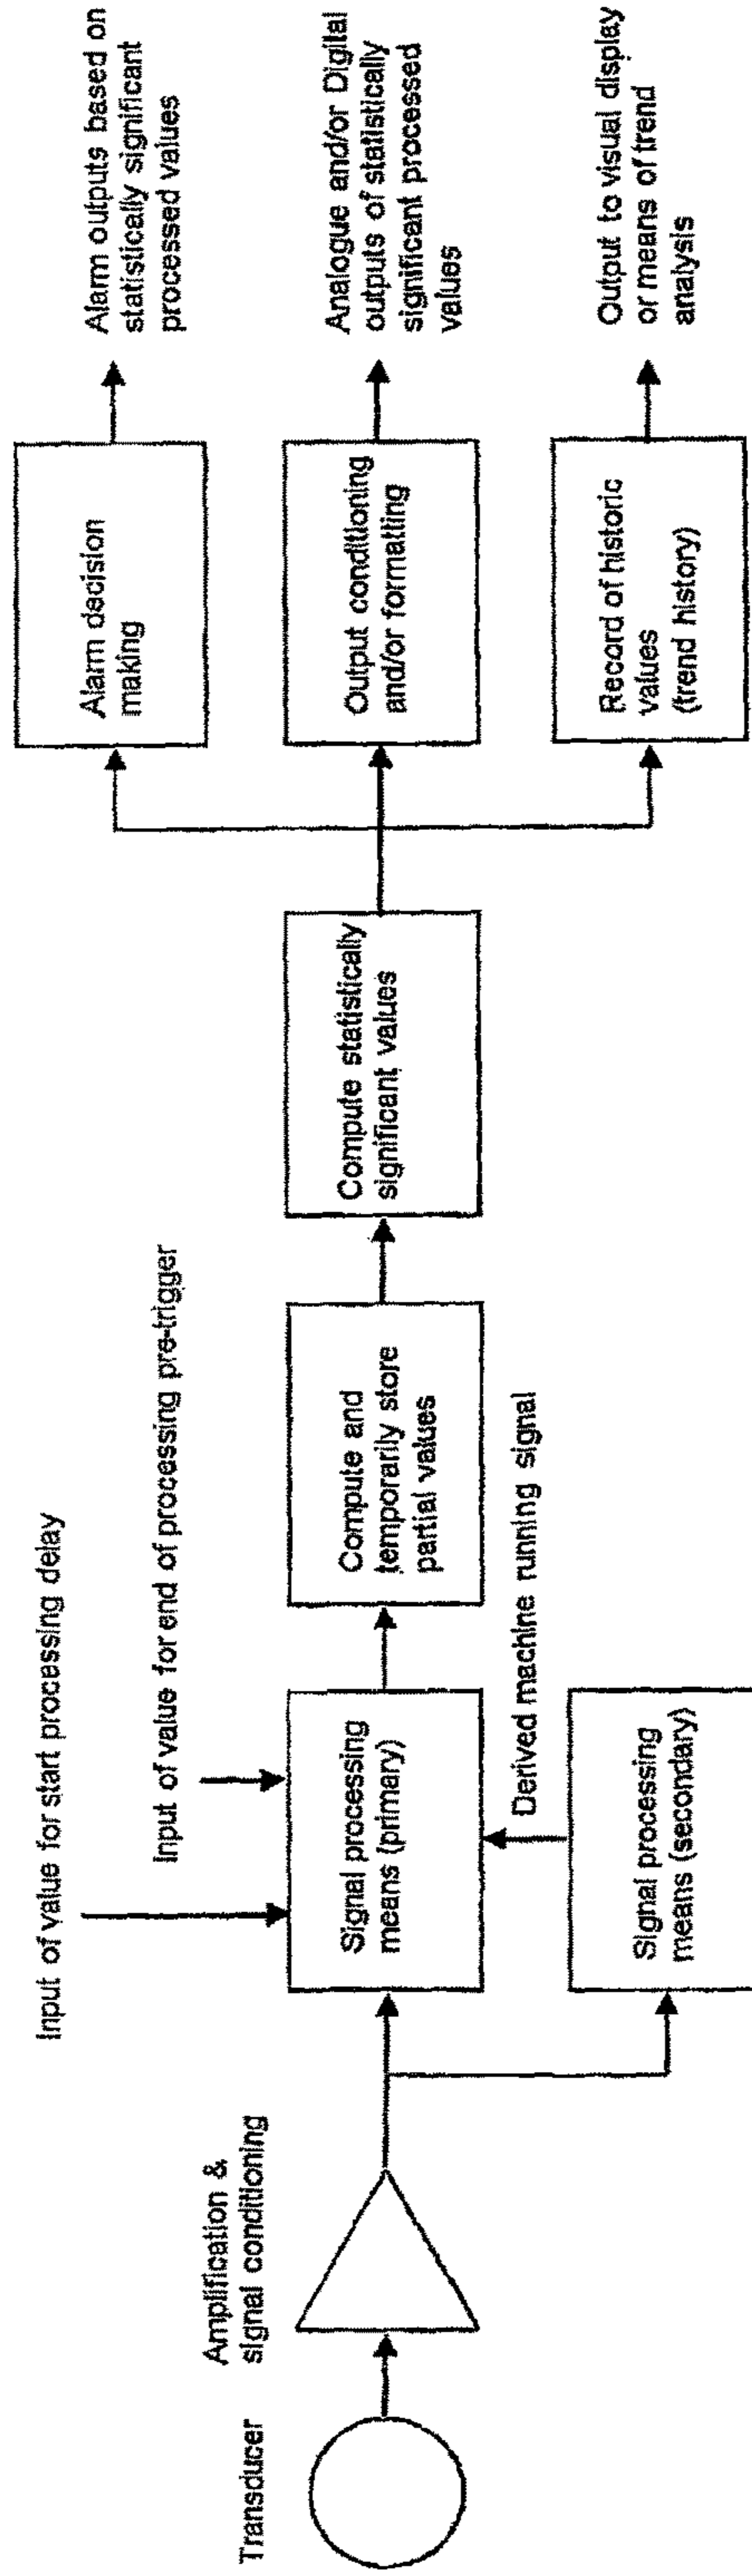 Transducer
Amplification &
signal conditioning
Input of value for start processing delay
Input of value for end of processing pre-trigger
Signal processing
means (primary)
Derived machine running signal
Signal processing
means (secondary)
Compute and
temporarily store
partial values
Compute statistically
significant values
Alarm decision
making
Output conditioning
and/or formatting
Record of historic
values
(trend history)
Alarm outputs based on
statistically significant
processed values
Analogue and/or Digital
outputs of statistically
significant processed
values
Output to visual display
or means of trend
analysis